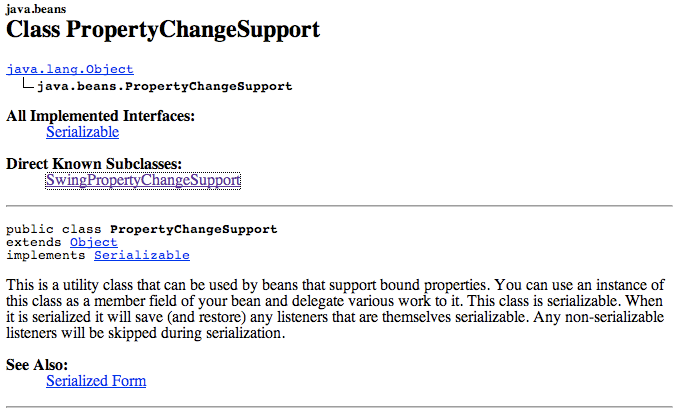 java.beans
Class PropertyChangeSupport
java.lang.Object
java.beans.PropertyChangeSupport
All Implemented Interfaces:
Serializable
Direct Known Subclasses:
SwingPropertyChangeSupport
public class PropertyChangeSupport
extends Object
implements Serializable
This is a utility class that can be used by beans that support bound properties. You can use an instance of
this class as a member field of your bean and delegate various work to it. This class is serializable. When
it is serialized it will save (and restore) any listeners that are themselves serializable. Any non-serializable
listeners will be skipped during serialization.
See Also:
Serialized Form